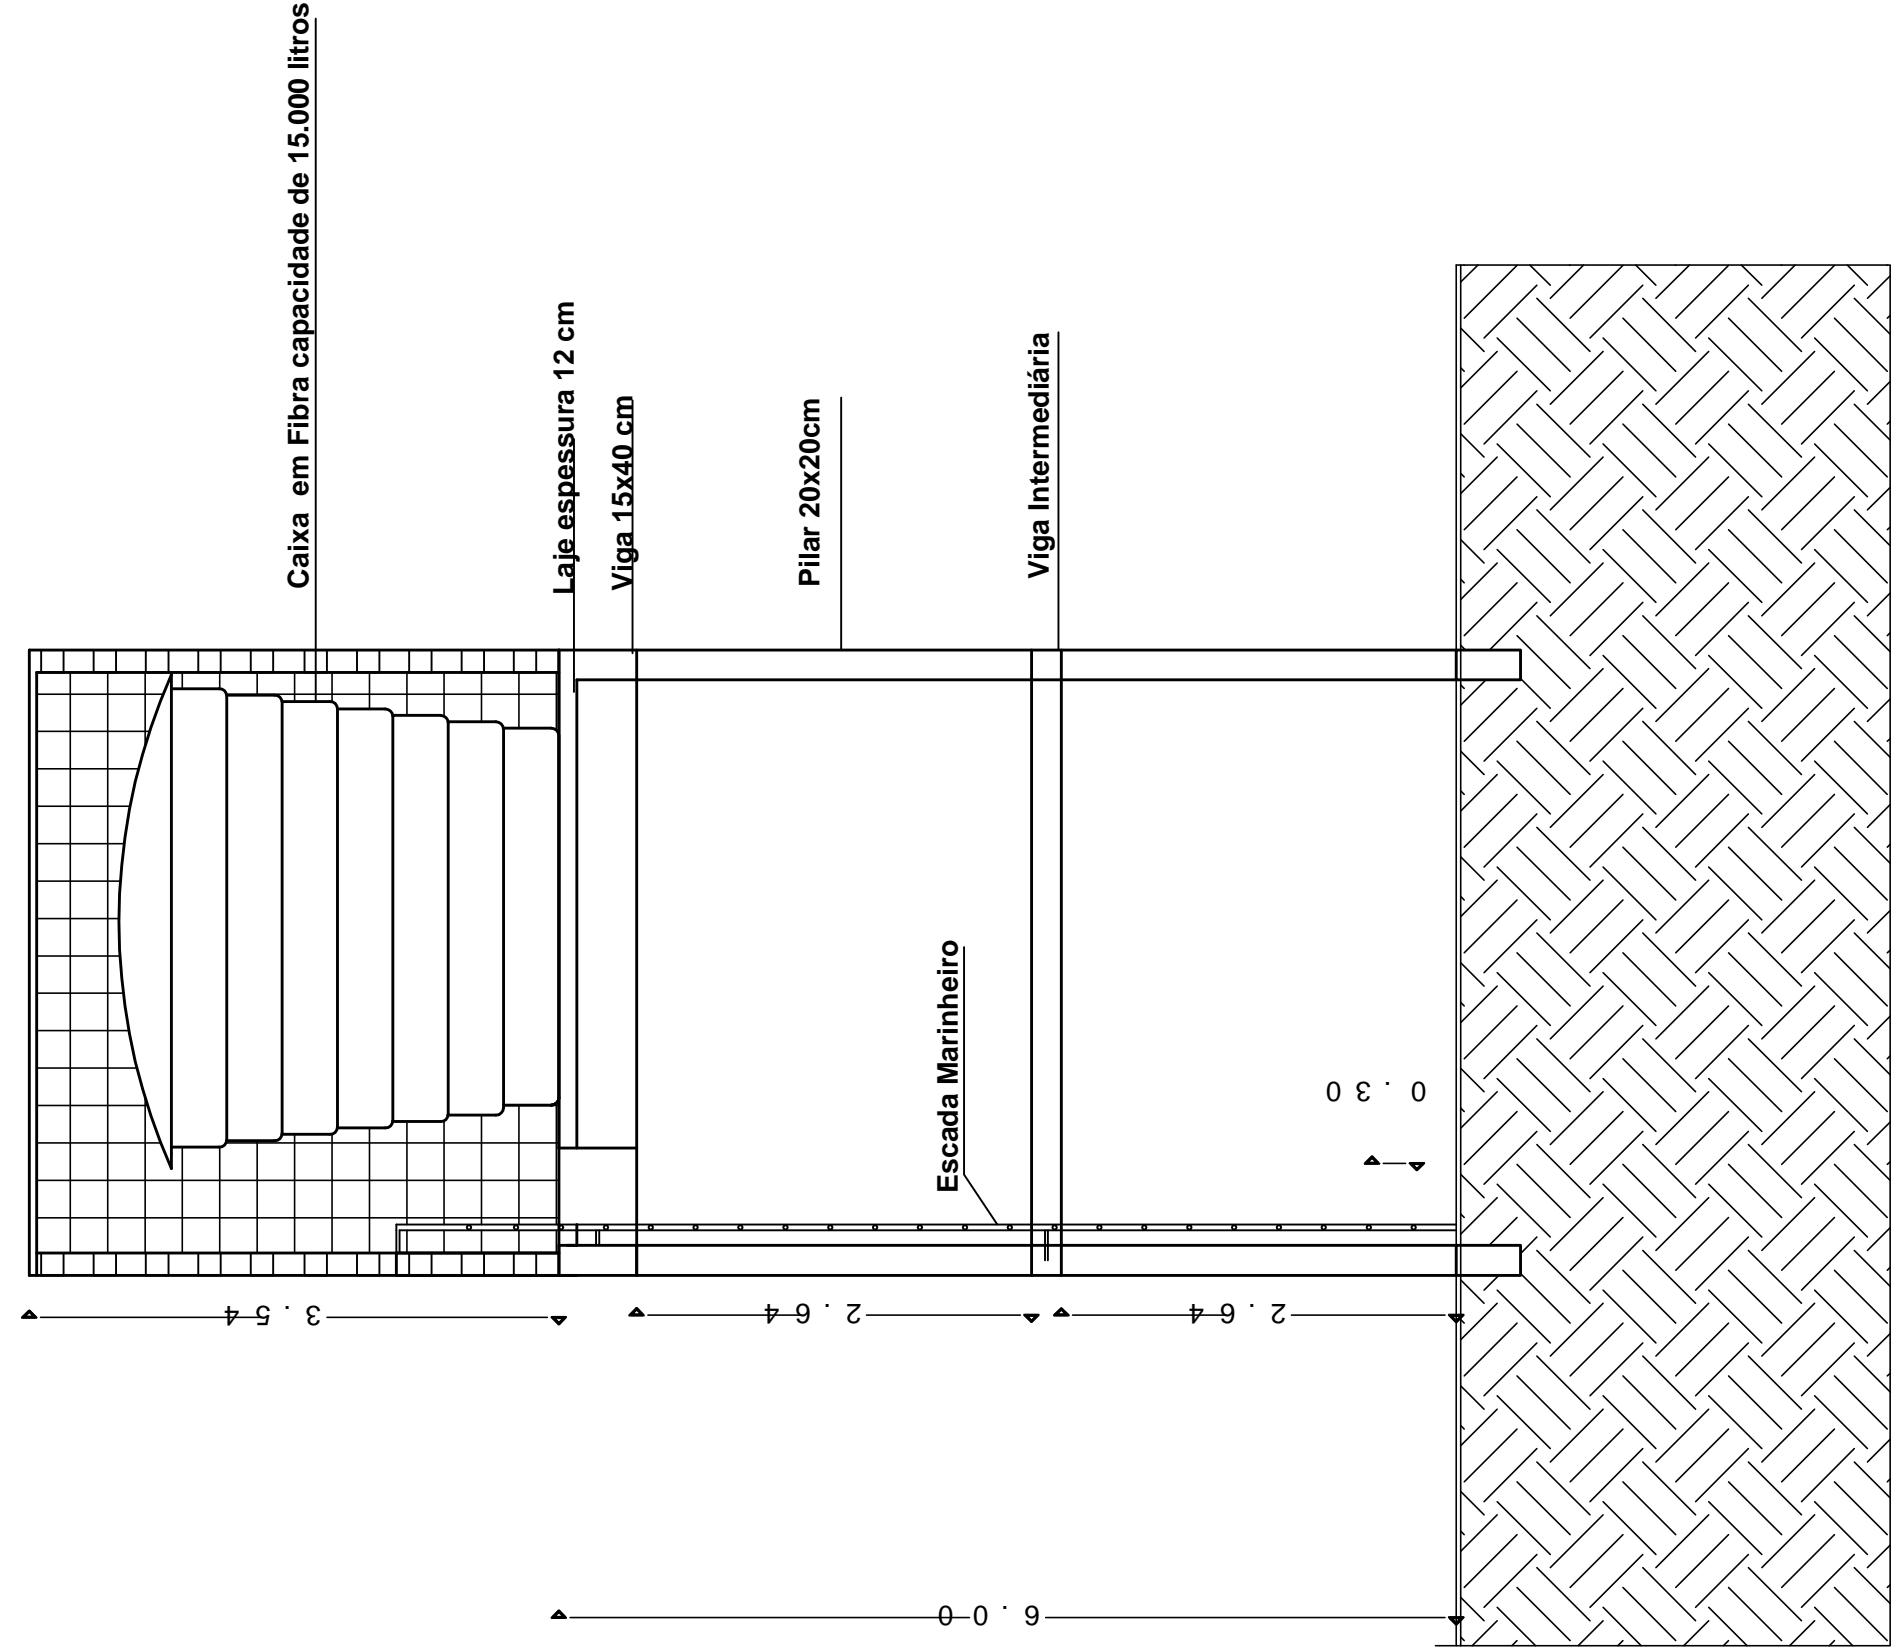 Caixa em Fibra capacidade de 15.000 litros
Laje espessura 12 cm
Viga 15x40 cm
Pilar 20x20cm
Viga Intermediária
Escada Marinheiro
0.30
3.54
2.64
2.64
6.00